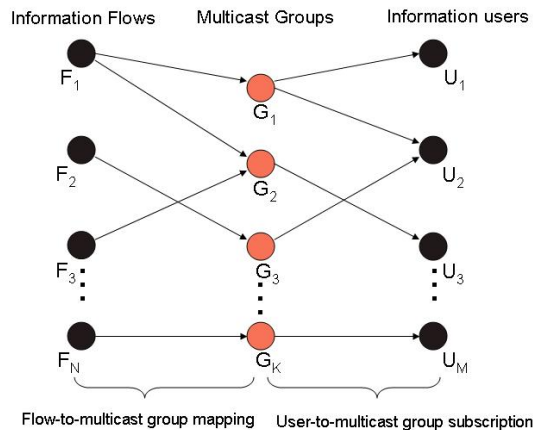 Information Flows Multicast Groups Information users
F1 G1 U1
F2 G2 U2
F3 G3 U3
FN GK UM
Flow-to-multicast group mapping User-to-multicast group subscription